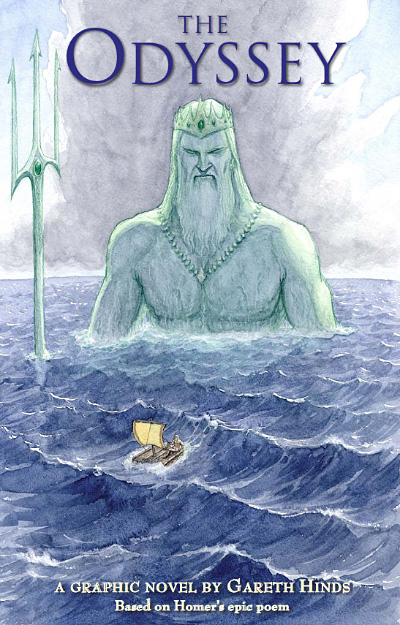 THE
ODYSSEY
A GRAPHIC NOVEL BY GARETH HINDS
Based on Homer's epic poem